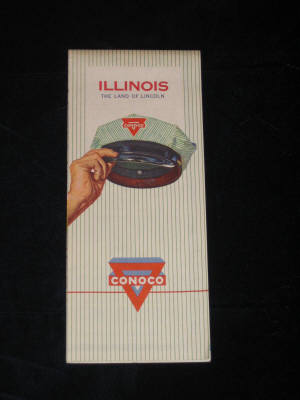 ILLINOIS
THE LAND OF LINCOLN
CONOCO
CONOCO